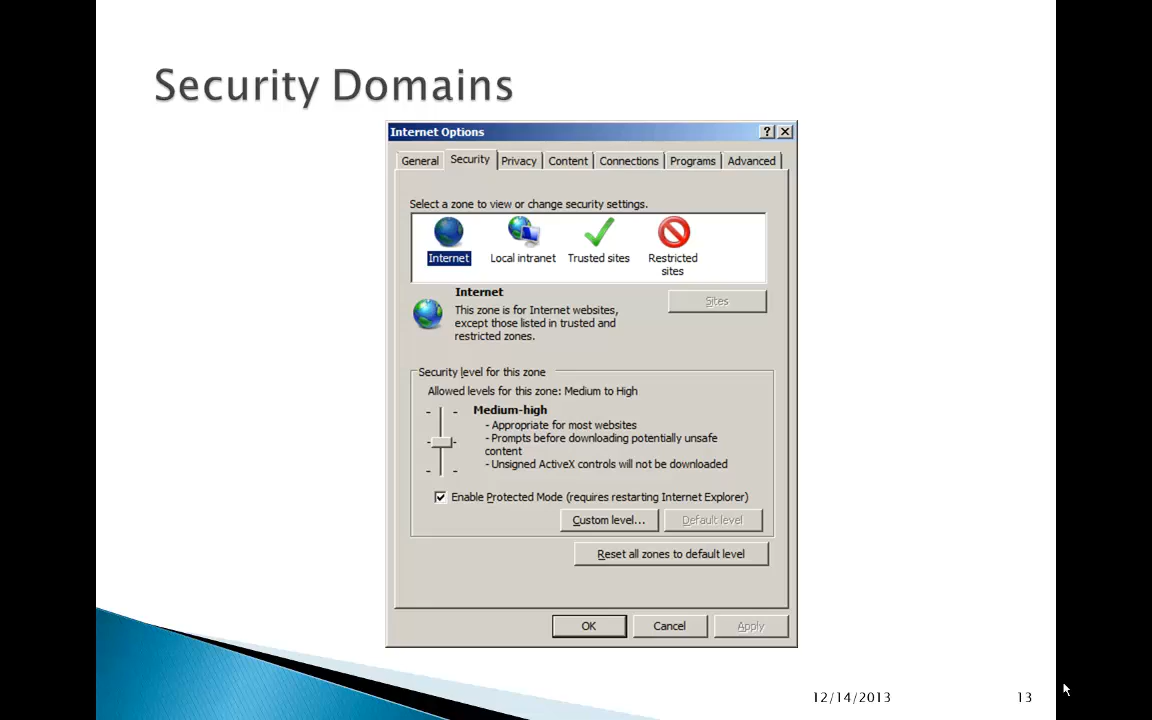 Security Domains
Internet Options
General Security Privacy Content Connections Programs Advanced
Select a zone to view or change security settings.
Internet Local intranet Trusted sites Restricted
sites
Internet
Sites
This zone is for Internet websites,
except those listed in trusted and
restricted zones.
Security level for this zone
Allowed levels for this zone: Medium to High
Medium-high
- Appropriate for most websites
- Prompts before downloading potentially unsafe
content
- Unsigned ActiveX controls will not be downloaded
Enable Protected Mode (requires restarting Internet Explorer)
Custom level... Default level
Reset all zones to default level
OK Cancel Apply
12/14/2013 13